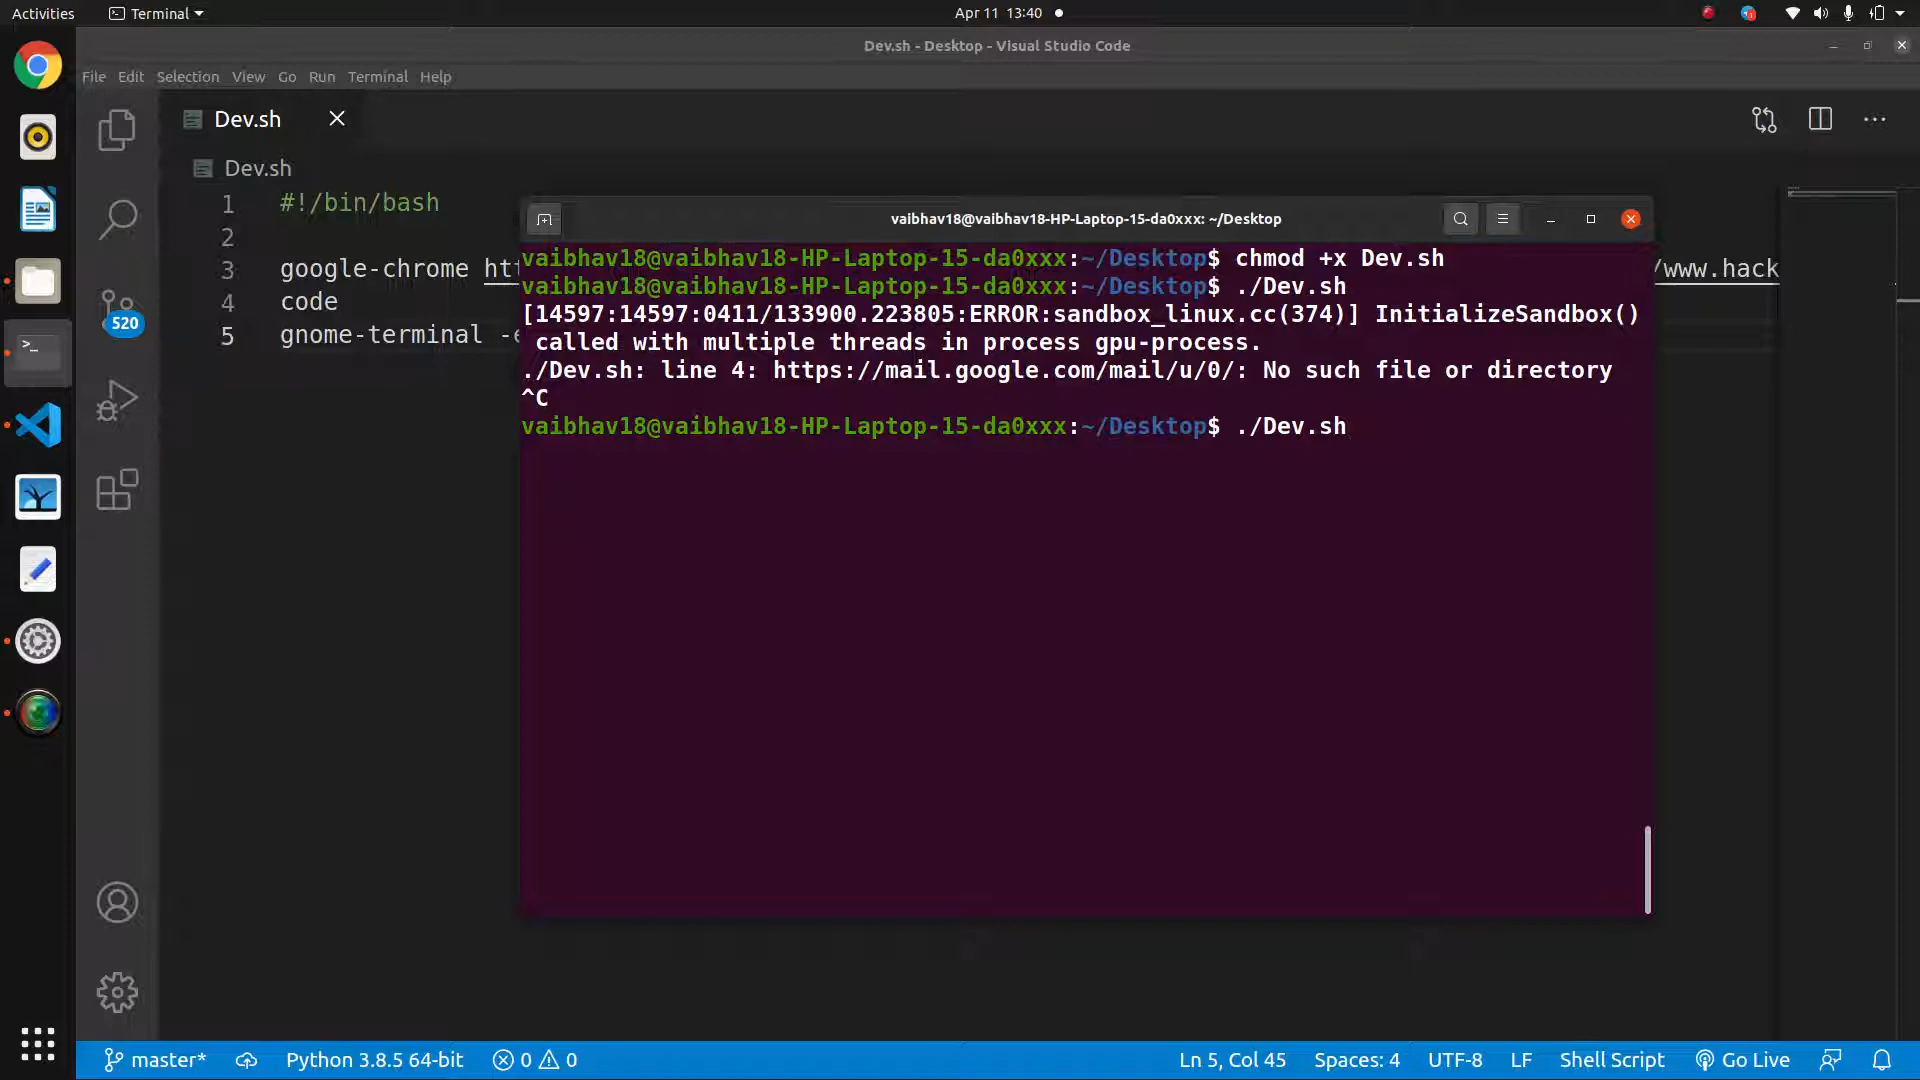 Activities
Terminal
Apr 11 13:40
1
Dev.sh - Desktop - Visual Studio Code
File Edit Selection View Go Run Terminal Help
Dev.sh
Dev.sh
1 #!/bin/bash
2
3 google-chrome htt /www.hack
4 code
5 gnome-terminal -e
520
vaibhav18@vaibhav18-HP-Laptop-15-da0xxx: ~/Desktop
vaibhav18@vaibhav18-HP-Laptop-15-da0xxx:~/Desktop$ chmod +x Dev.sh
vaibhav18@vaibhav18-HP-Laptop-15-da0xxx:~/Desktop$ ./Dev.sh
[14597:14597:0411/133900.223805:ERROR:sandbox_linux.cc(374)] InitializeSandbox()
called with multiple threads in process gpu-process.
./Dev.sh: line 4: https://mail.google.com/mail/u/0/: No such file or directory
^C
vaibhav18@vaibhav18-HP-Laptop-15-da0xxx:~/Desktop$ ./Dev.sh
master* Python 3.8.5 64-bit 0 0 Ln 5, Col 45 Spaces: 4 UTF-8 LF Shell Script Go Live